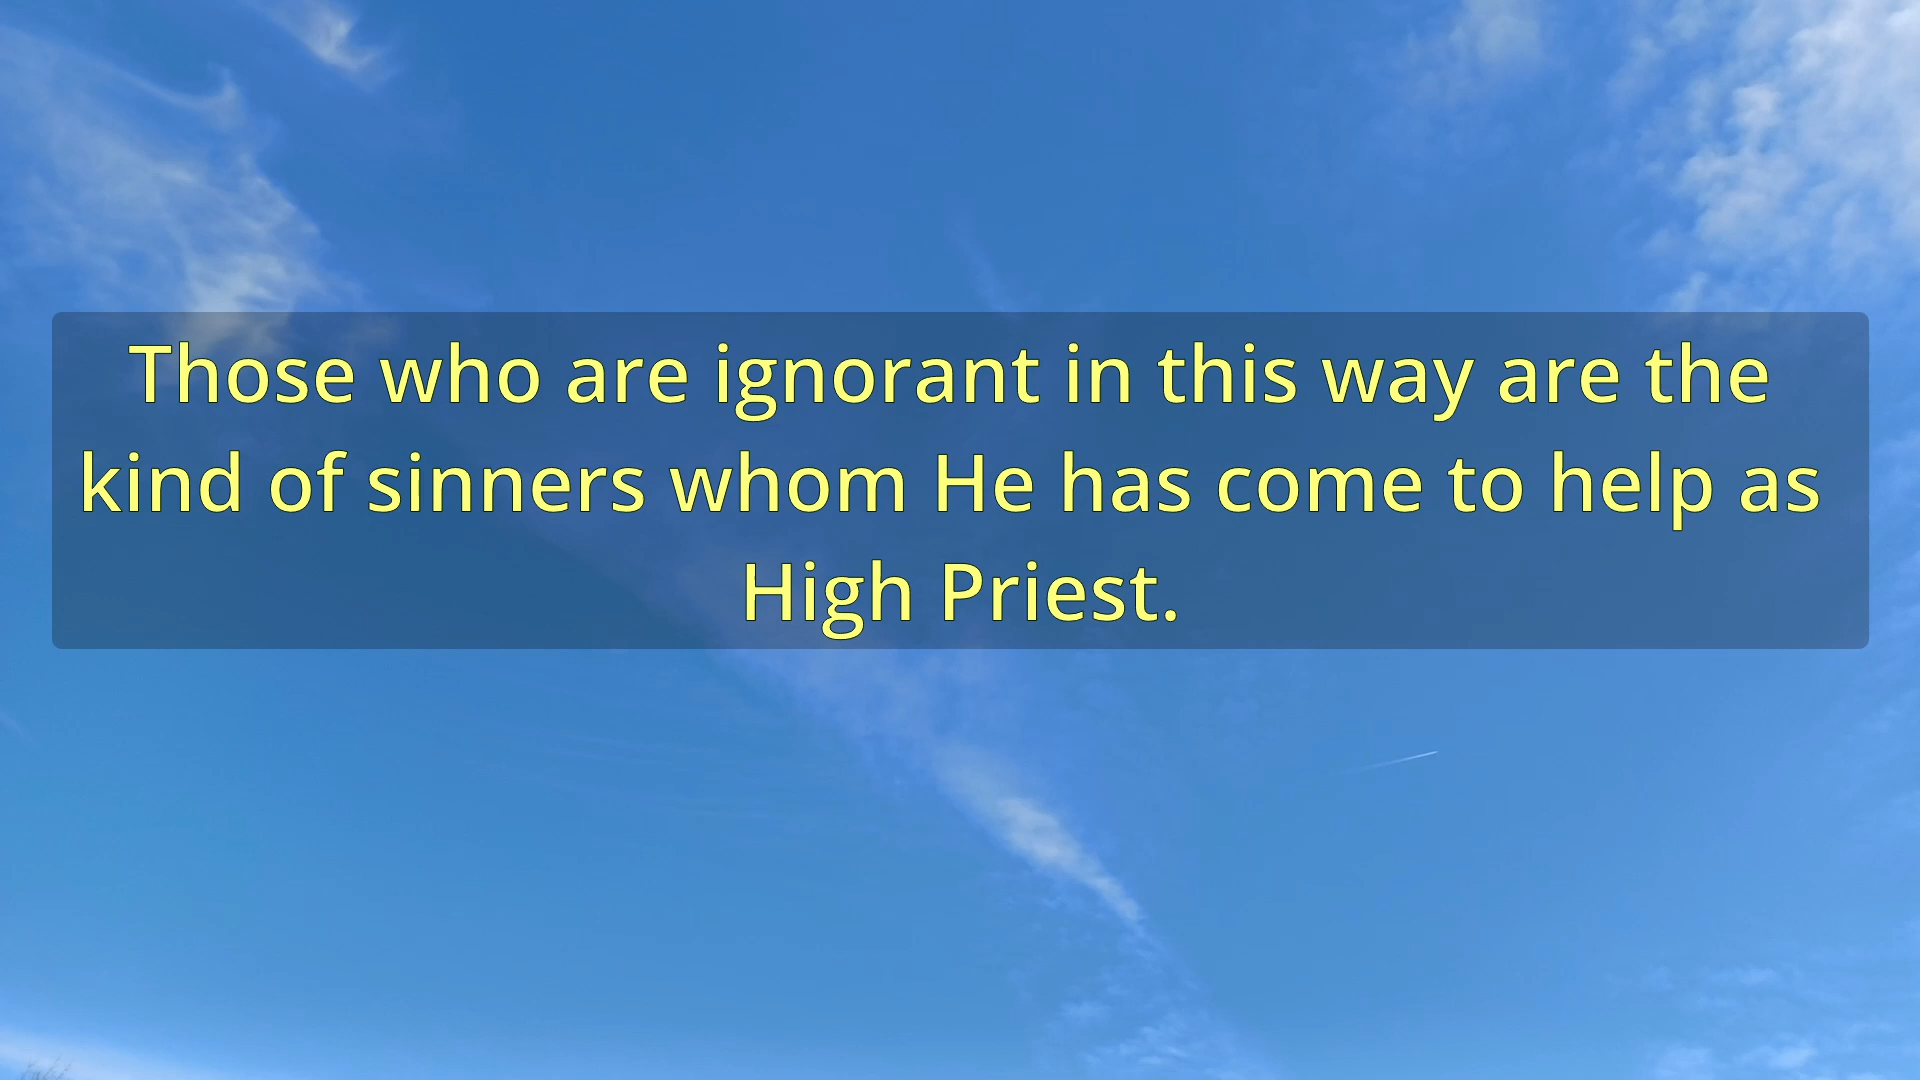 Those who are ignorant in this way are the
kind of sinners whom He has come to help as
High Priest.